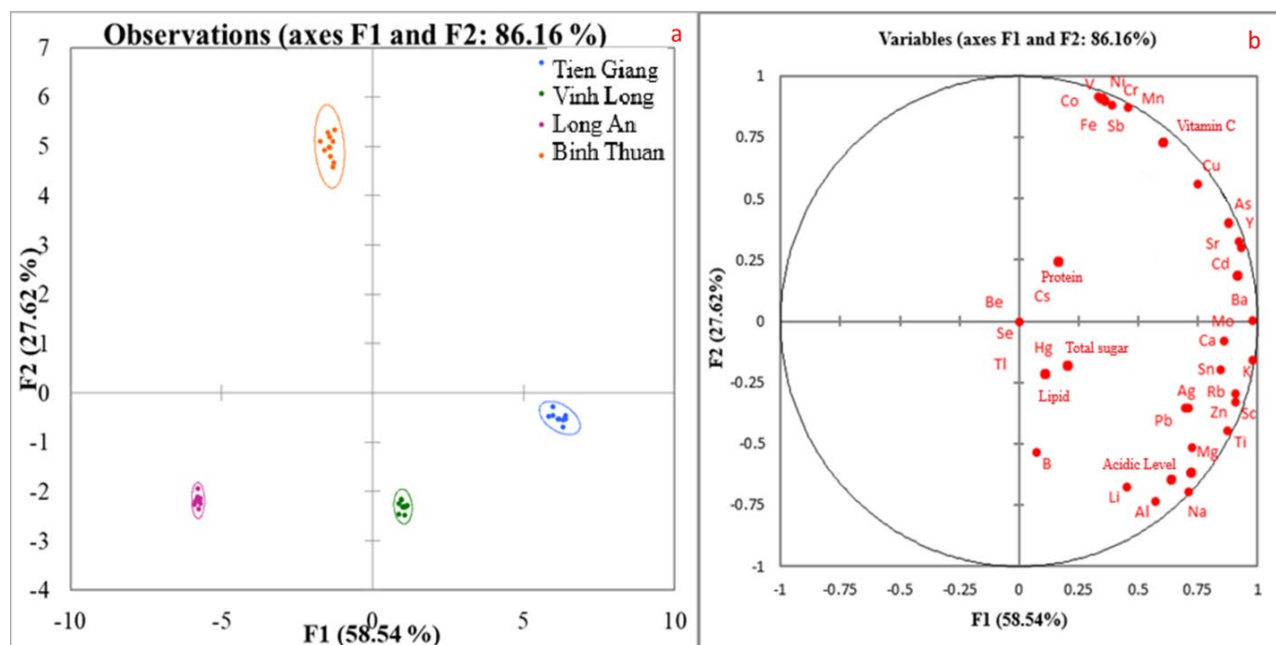 Observations (axes F1 and F2: 86.16 %)
a
Tien Giang
Vinh Long
Long An
Binh Thuan
7
6
5
4
3
2
1
0
-1
-2
-3
-4
F2 (27.62 %)
-10
-5
0
5
10
F1 (58.54 %)
b
Variables (axes F1 and F2: 86.16%)
1
0.75
0.5
0.25
0
-0.25
-0.5
-0.75
-1
F2 (27.62%)
V
Ni
Cr
Co
Mn
Fe
Sb
Vitamin C
Cu
As
Y
Sr
Cd
Protein
Be
Cs
Ba
Se
Mo
Hg
Total sugar
Ca
Tl
Sn
K
Lipid
Ag
Rb
Pb
Zn
Sc
Ti
B
Acidic Level
Mg
Li
Al
Na
-1
-0.75
-0.5
-0.25
0
0.25
0.5
0.75
1
F1 (58.54%)